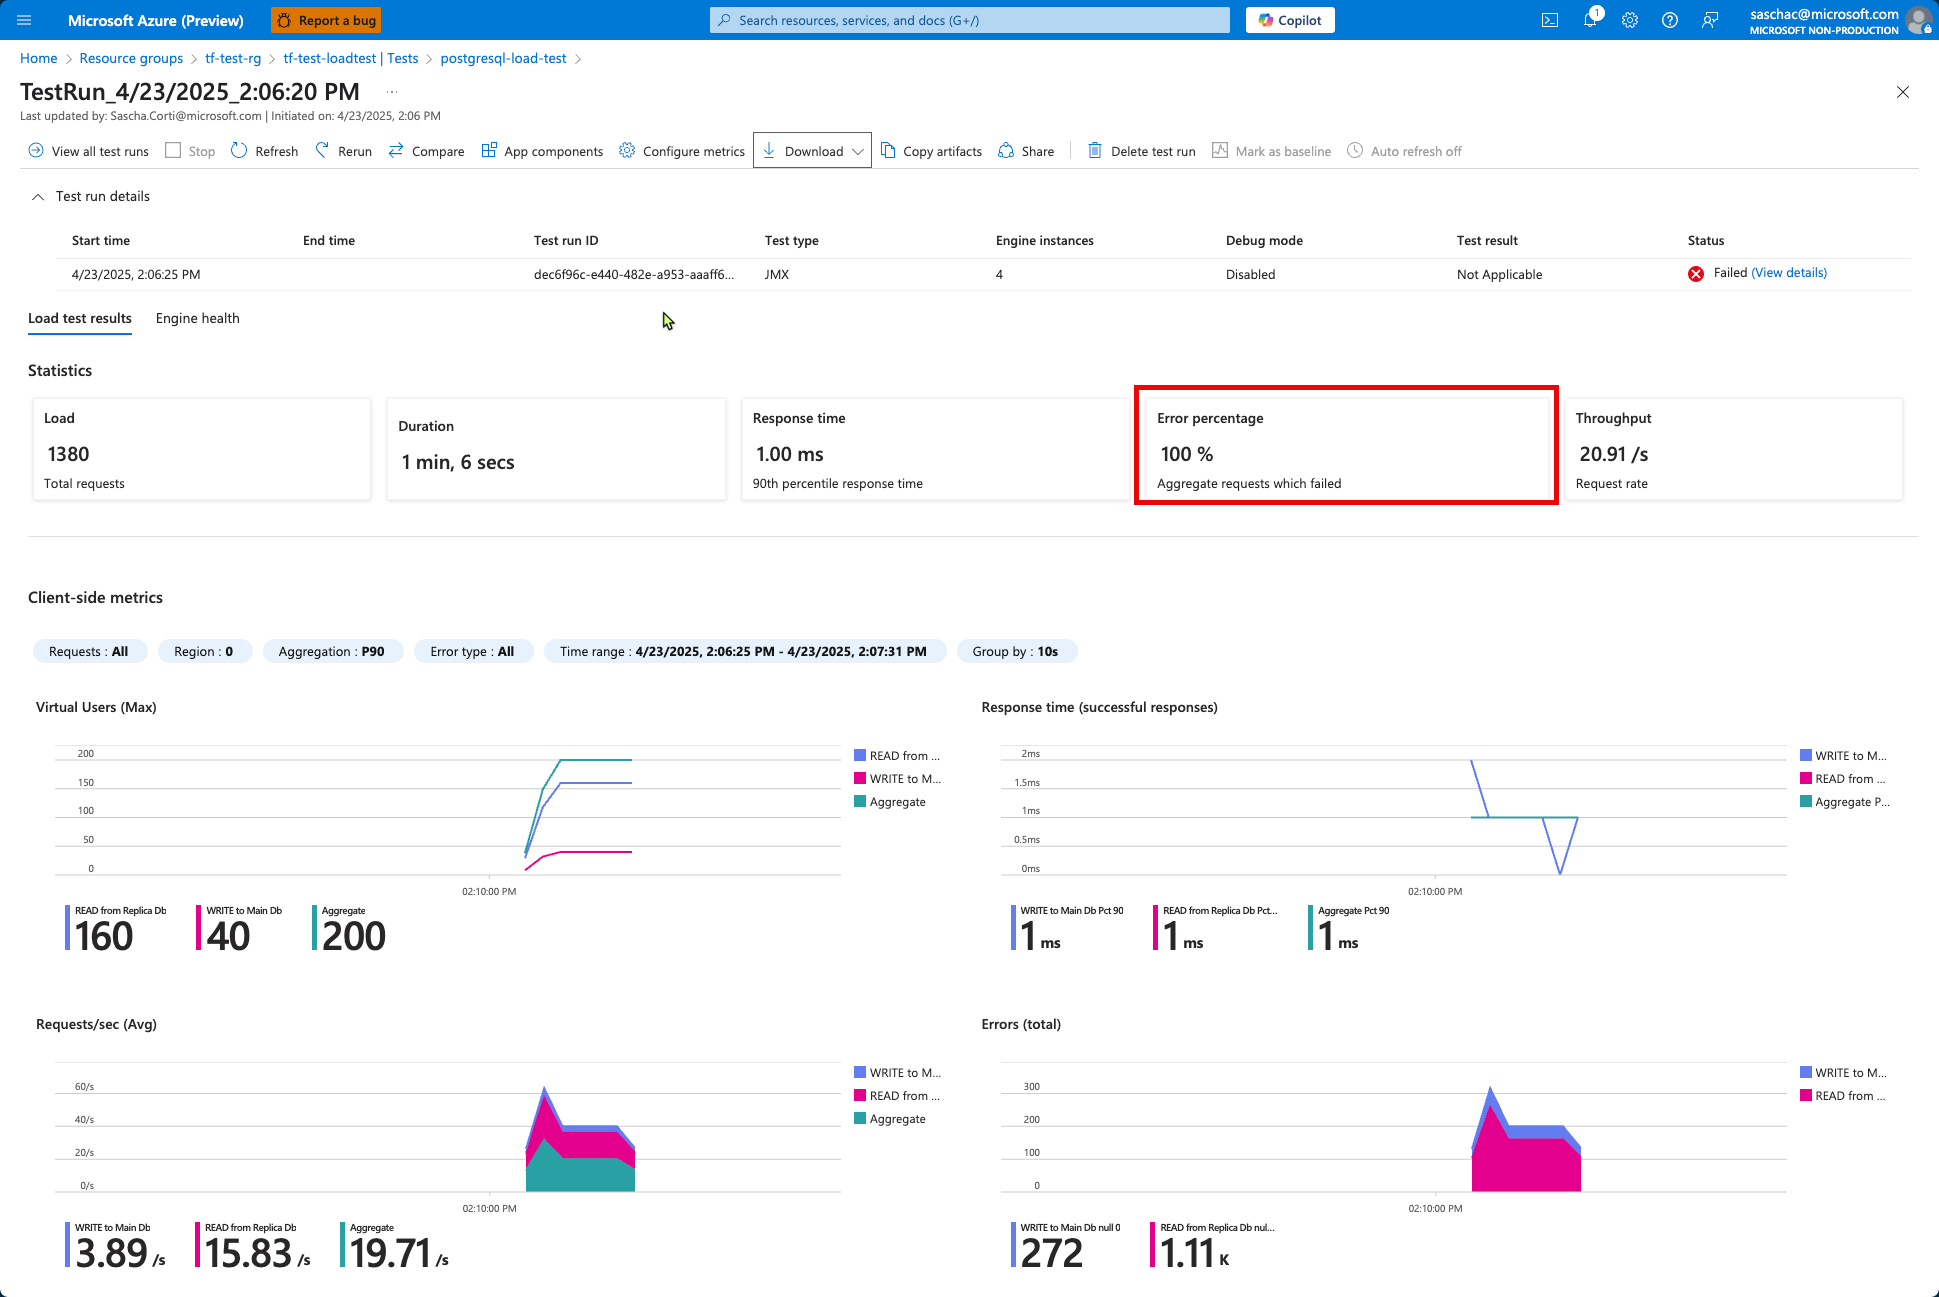 Microsoft Azure (Preview)
Report a bug
Search resources, services, and docs (G+/)
Copilot
1
saschac@microsoft.com
MICROSOFT NON-PRODUCTION
Home > Resource groups > tf-test-rg > tf-test-loadtest | Tests > postgresql-load-test >
TestRun_4/23/2025_2:06:20 PM ...
Last updated by: Sascha.Corti@microsoft.com | Initiated on: 4/23/2025, 2:06 PM
View all test runs Stop Refresh Rerun Compare App components Configure metrics Download Copy artifacts Share Delete test run Mark as baseline Auto refresh off
Test run details
Start time End time Test run ID Test type Engine instances Debug mode Test result Status
4/23/2025, 2:06:25 PM dec6f96c-e440-482e-a953-aaaff6... JMX 4 Disabled Not Applicable Failed (View details)
Load test results Engine health
Statistics
Load
1380
Total requests
Duration
1 min, 6 secs
Response time
1.00 ms
90th percentile response time
Error percentage
100 %
Aggregate requests which failed
Throughput
20.91 /s
Request rate
Client-side metrics
Requests : All Region : 0 Aggregation : P90 Error type : All Time range : 4/23/2025, 2:06:25 PM - 4/23/2025, 2:07:31 PM Group by : 10s
Virtual Users (Max)
200
150
100
50
0
02:10:00 PM
READ from ...
WRITE to M...
Aggregate
READ from Replica Db
160
WRITE to Main Db
40
Aggregate
200
Response time (successful responses)
2ms
1.5ms
1ms
0.5ms
0ms
02:10:00 PM
WRITE to M...
READ from ...
Aggregate P...
WRITE to Main Db Pct 90
1 ms
READ from Replica Db Pct...
1 ms
Aggregate Pct 90
1 ms
Requests/sec (Avg)
60/s
40/s
20/s
0/s
02:10:00 PM
WRITE to M...
READ from ...
Aggregate
WRITE to Main Db
3.89 /s
READ from Replica Db
15.83 /s
Aggregate
19.71 /s
Errors (total)
300
200
100
0
02:10:00 PM
WRITE to M...
READ from ...
WRITE to Main Db null 0
272
READ from Replica Db nul...
1.11 K